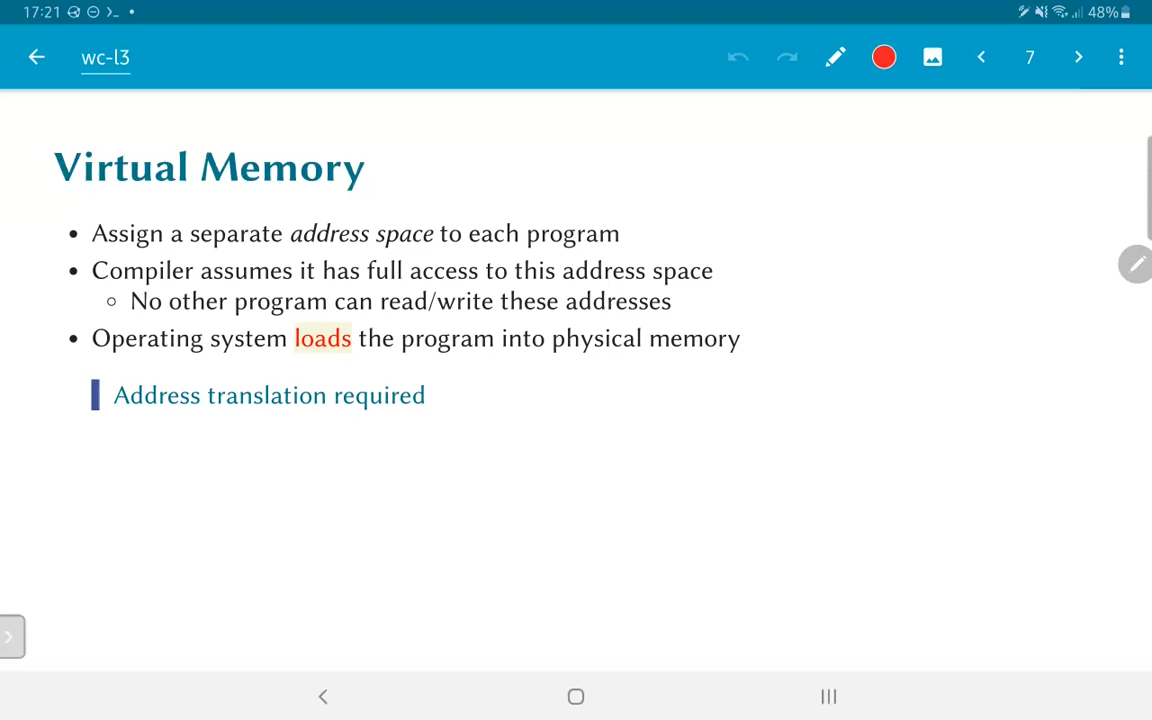 17:21 48%
wc-l3 7
Virtual Memory
• Assign a separate address space to each program
• Compiler assumes it has full access to this address space
○ No other program can read/write these addresses
• Operating system loads the program into physical memory
Address translation required